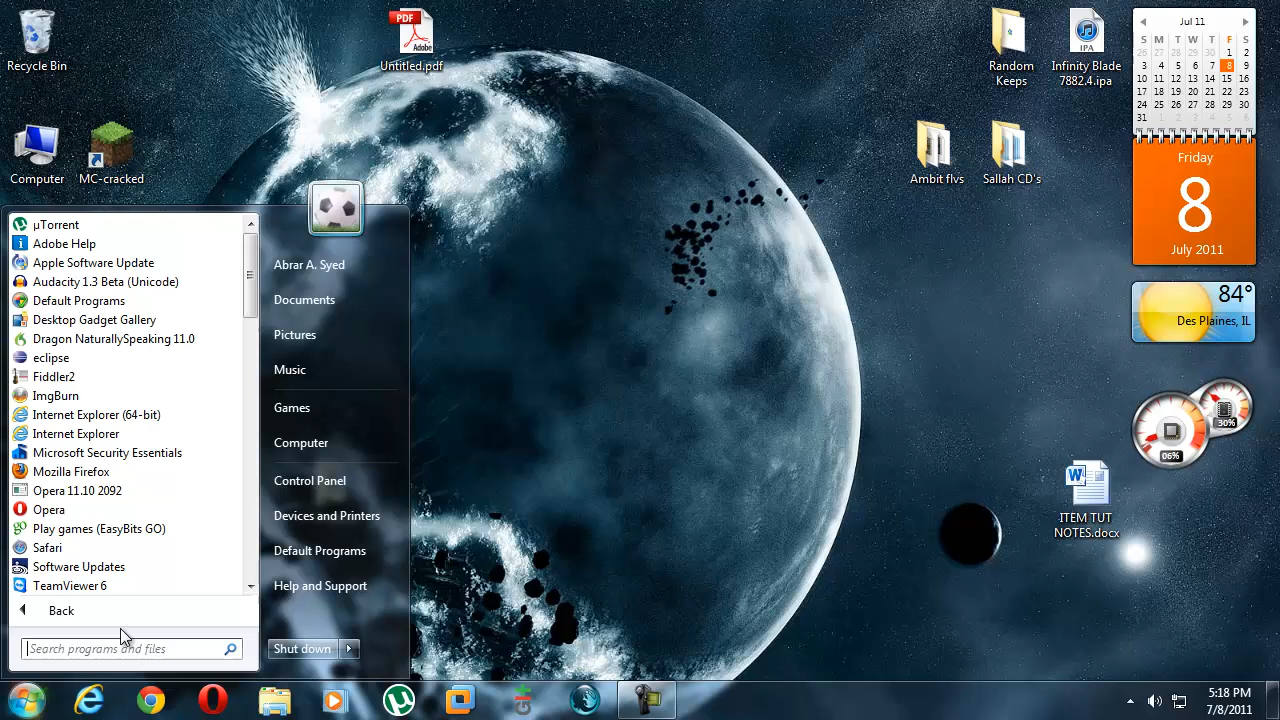 Recycle Bin
PDF
Adobe
Untitled.pdf
Random
Keeps
IPA
Infinity Blade
7882.4.ipa
Computer
MC-cracked
Ambit flvs
Sallah CD's
Jul 11
S M T W T F S
26 27 28 29 30 1 2
3 4 5 6 7 8 9
10 11 12 13 14 15 16
17 18 19 20 21 22 23
24 25 26 27 28 29 30
31 1 2 3 4 5 6
Friday
8
July 2011
84°
Des Plaines, IL
30%
06%
W
ITEM TUT
NOTES.docx
µTorrent
Adobe Help
Apple Software Update
Audacity 1.3 Beta (Unicode)
Default Programs
Desktop Gadget Gallery
Dragon NaturallySpeaking 11.0
eclipse
Fiddler2
ImgBurn
Internet Explorer (64-bit)
Internet Explorer
Microsoft Security Essentials
Mozilla Firefox
Opera 11.10 2092
Opera
Play games (EasyBits GO)
Safari
Software Updates
TeamViewer 6
Back
Search programs and files
Abrar A. Syed
Documents
Pictures
Music
Games
Computer
Control Panel
Devices and Printers
Default Programs
Help and Support
Shut down
5:18 PM
7/8/2011